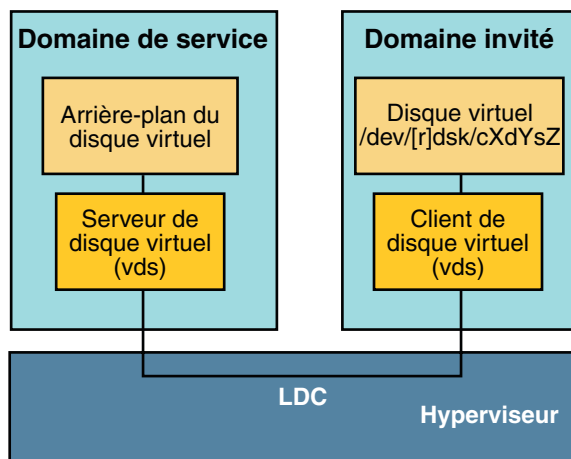 Domaine de service
Arrière-plan du
disque virtuel
Serveur de
disque virtuel
(vds)
Domaine invité
Disque virtuel
/dev/[r]dsk/cXdYsZ
Client de
disque virtuel
(vds)
LDC
Hyperviseur